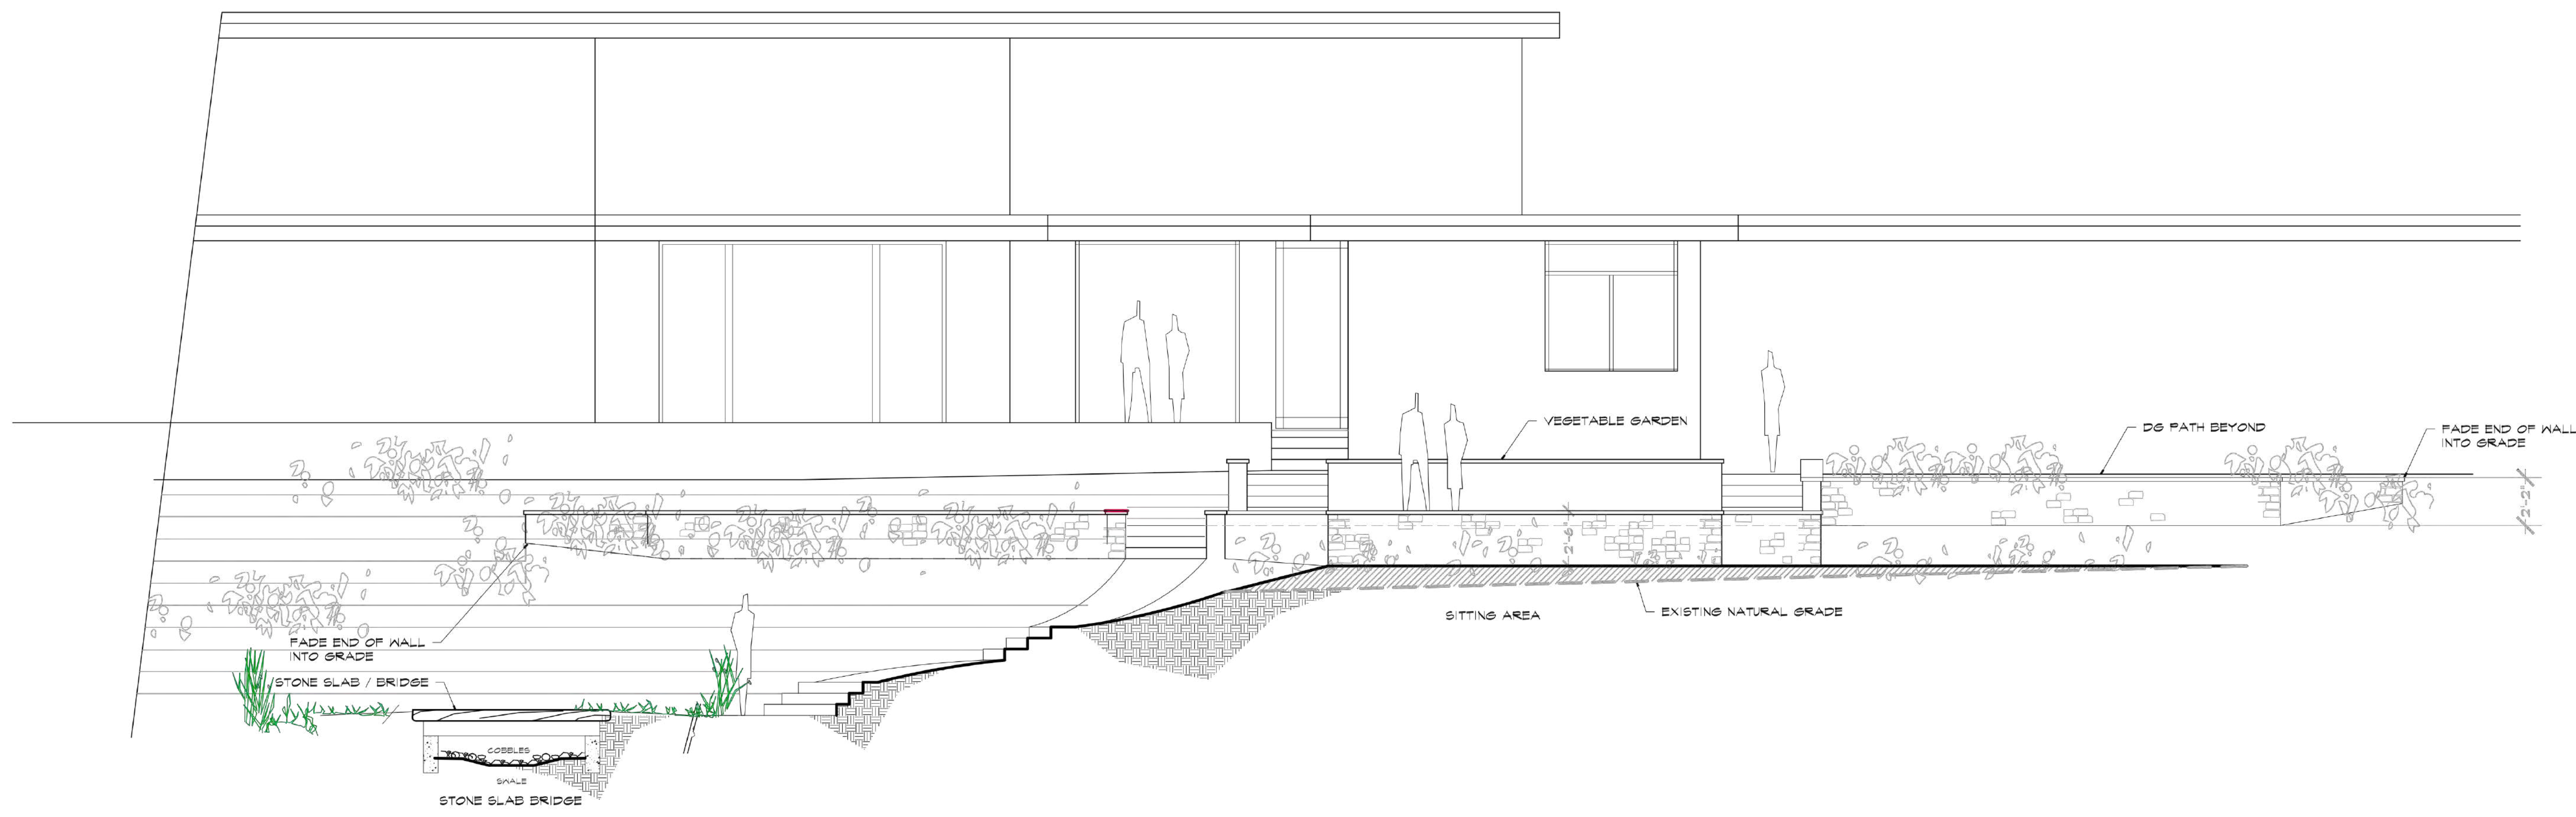 VEGETABLE GARDEN
DG PATH BEYOND
FADE END OF WALL
INTO GRADE
2'-2"
2'-6"
SITTING AREA
EXISTING NATURAL GRADE
FADE END OF WALL
INTO GRADE
STONE SLAB / BRIDGE
COBBLES
SWALE
STONE SLAB BRIDGE